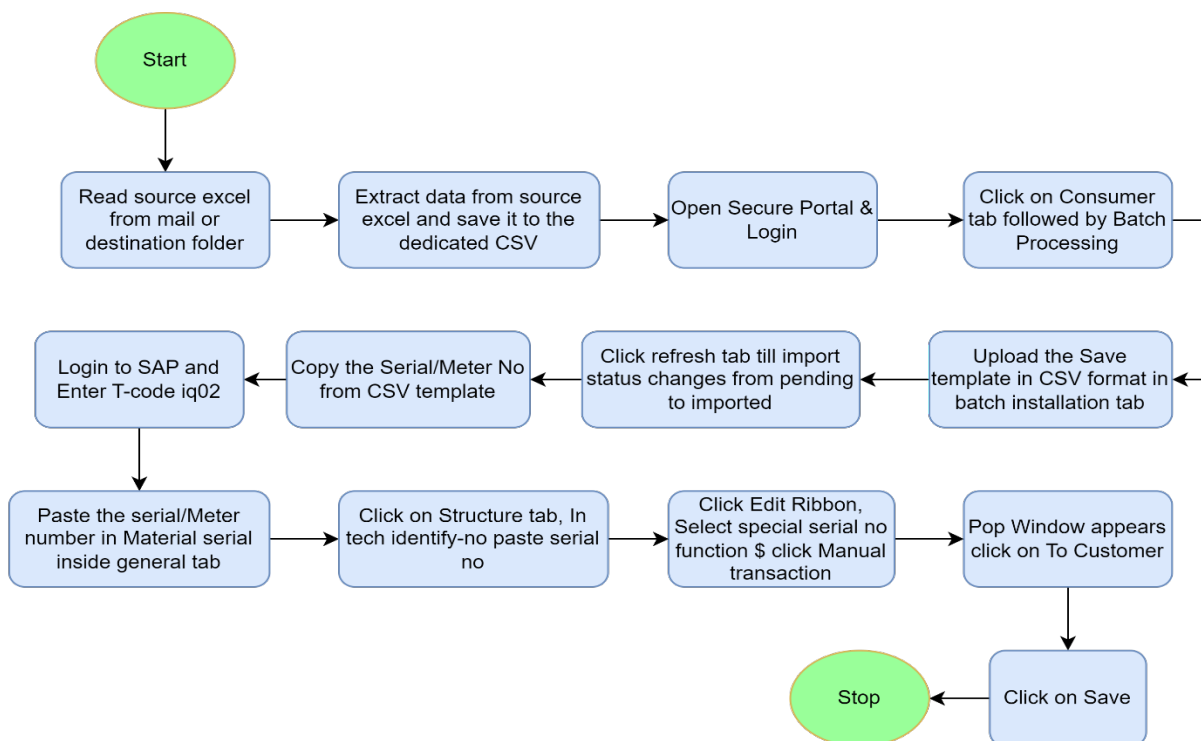 Start
Read source excel
from mail or
destination folder
Extract data from source
excel and save it to the
dedicated CSV
Open Secure Portal &
Login
Click on Consumer
tab followed by Batch
Processing
Upload the Save
template in CSV format in
batch installation tab
Click refresh tab till import
status changes from pending
to imported
Copy the Serial/Meter No
from CSV template
Login to SAP and
Enter T-code iq02
Paste the serial/Meter
number in Material serial
inside general tab
Click on Structure tab, In
tech identify-no paste serial
no
Click Edit Ribbon,
Select special serial no
function $ click Manual
transaction
Pop Window appears
click on To Customer
Click on Save
Stop